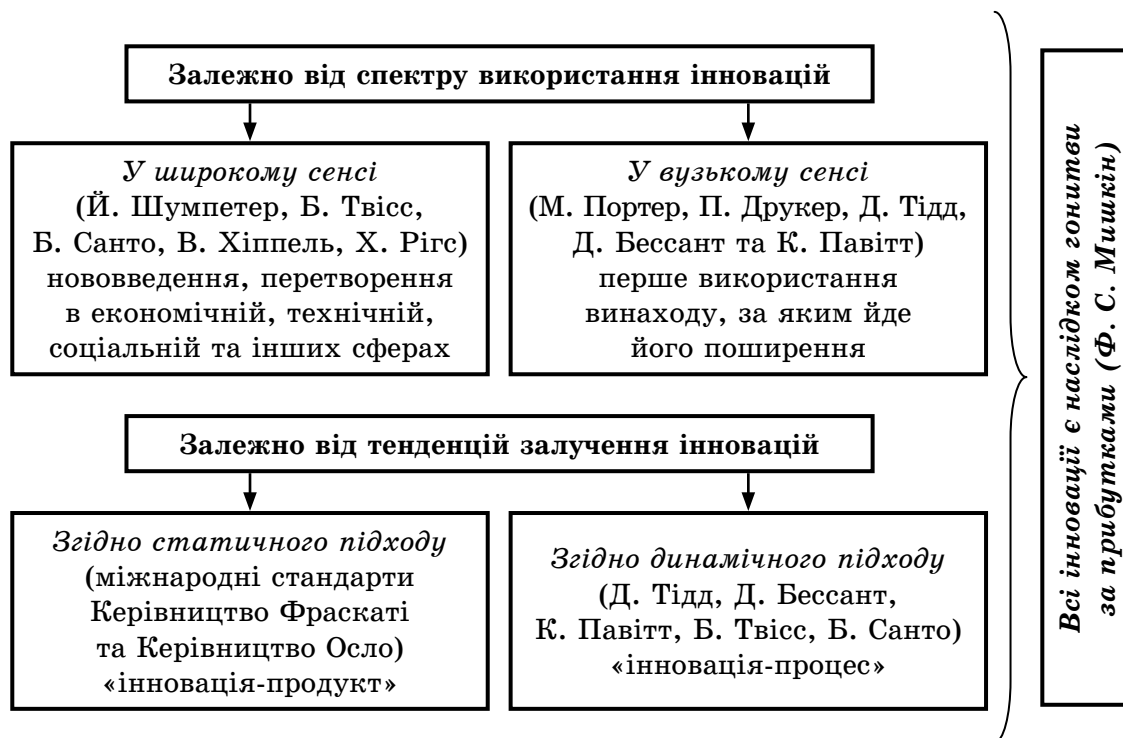 Залежно від спектру використання інновацій
У широкому сенсі
(Й. Шумпетер, Б. Твісс,
Б. Санто, В. Хіппель, Х. Рігс)
нововведення, перетворення
в економічній, технічній,
соціальній та інших сферах
У вузькому сенсі
(М. Портер, П. Друкер, Д. Тідд,
Д. Бессант та К. Павітт)
перше використання
винаходу, за яким йде
його поширення
Залежно від тенденцій залучення інновацій
Згідно статичного підходу
(міжнародні стандарти
Керівництво Фраскаті
та Керівництво Осло)
«інновація-продукт»
Згідно динамічного підходу
(Д. Тідд, Д. Бессант,
К. Павітт, Б. Твісс, Б. Санто)
«інновація-процес»
Всі інновації є наслідком гонитви
за прибутками (Ф. С. Мишкін)